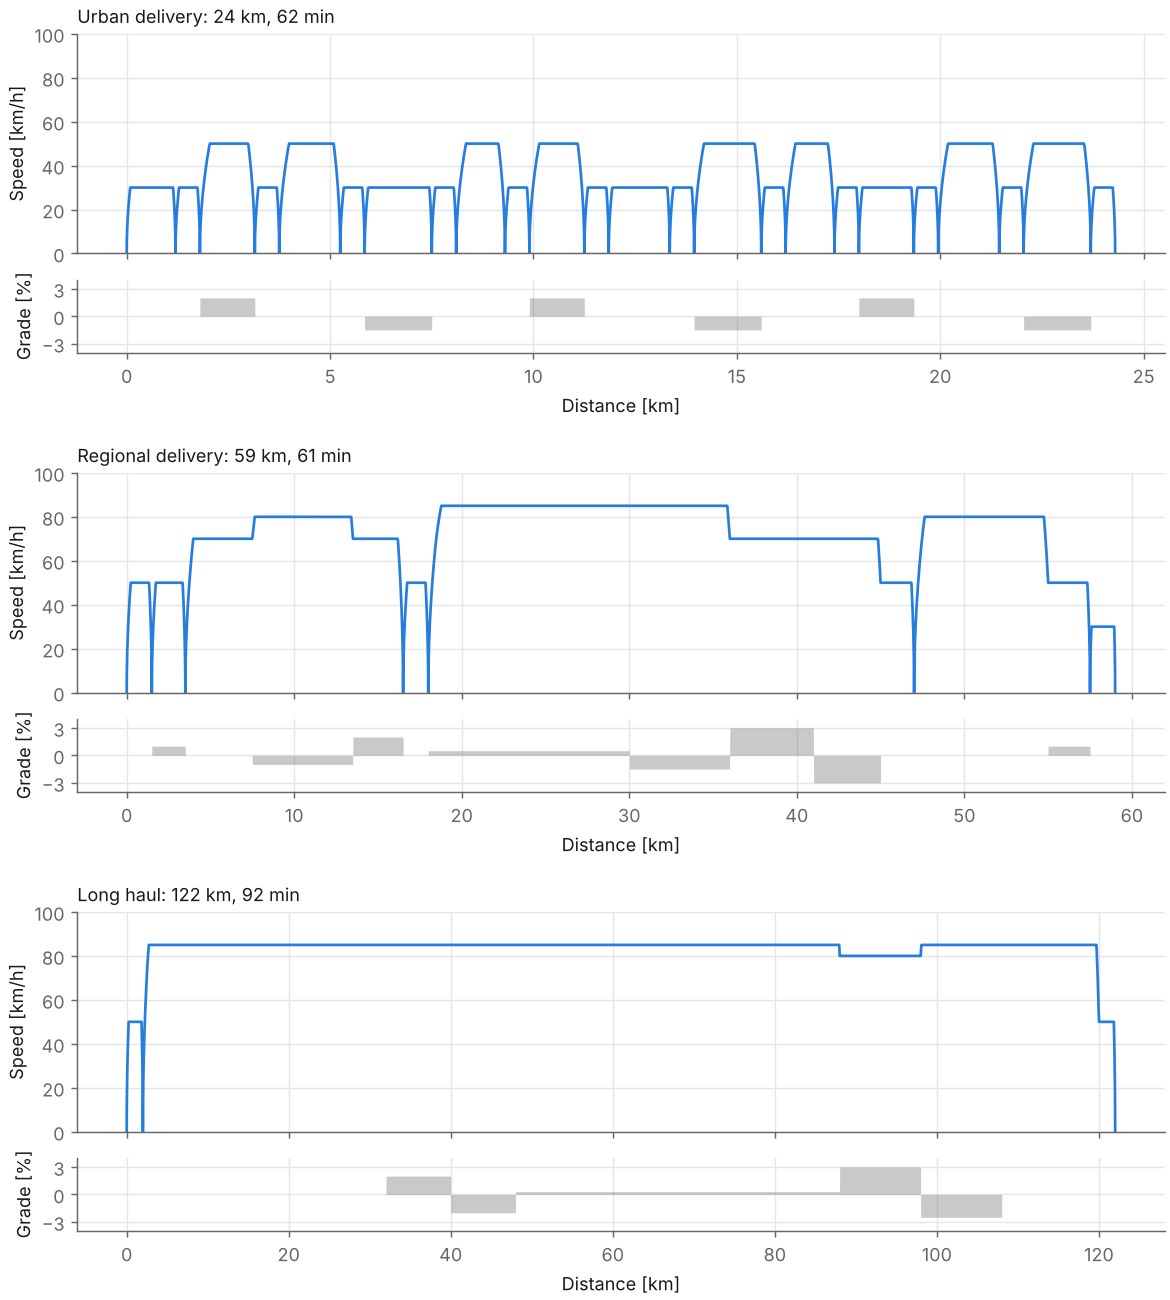 Urban delivery: 24 km, 62 min
100
80
60
40
20
0
Speed [km/h]
3
0
−3
Grade [%]
0 5 10 15 20 25
Distance [km]
Regional delivery: 59 km, 61 min
100
80
60
40
20
0
Speed [km/h]
3
0
−3
Grade [%]
0 10 20 30 40 50 60
Distance [km]
Long haul: 122 km, 92 min
100
80
60
40
20
0
Speed [km/h]
3
0
−3
Grade [%]
0 20 40 60 80 100 120
Distance [km]